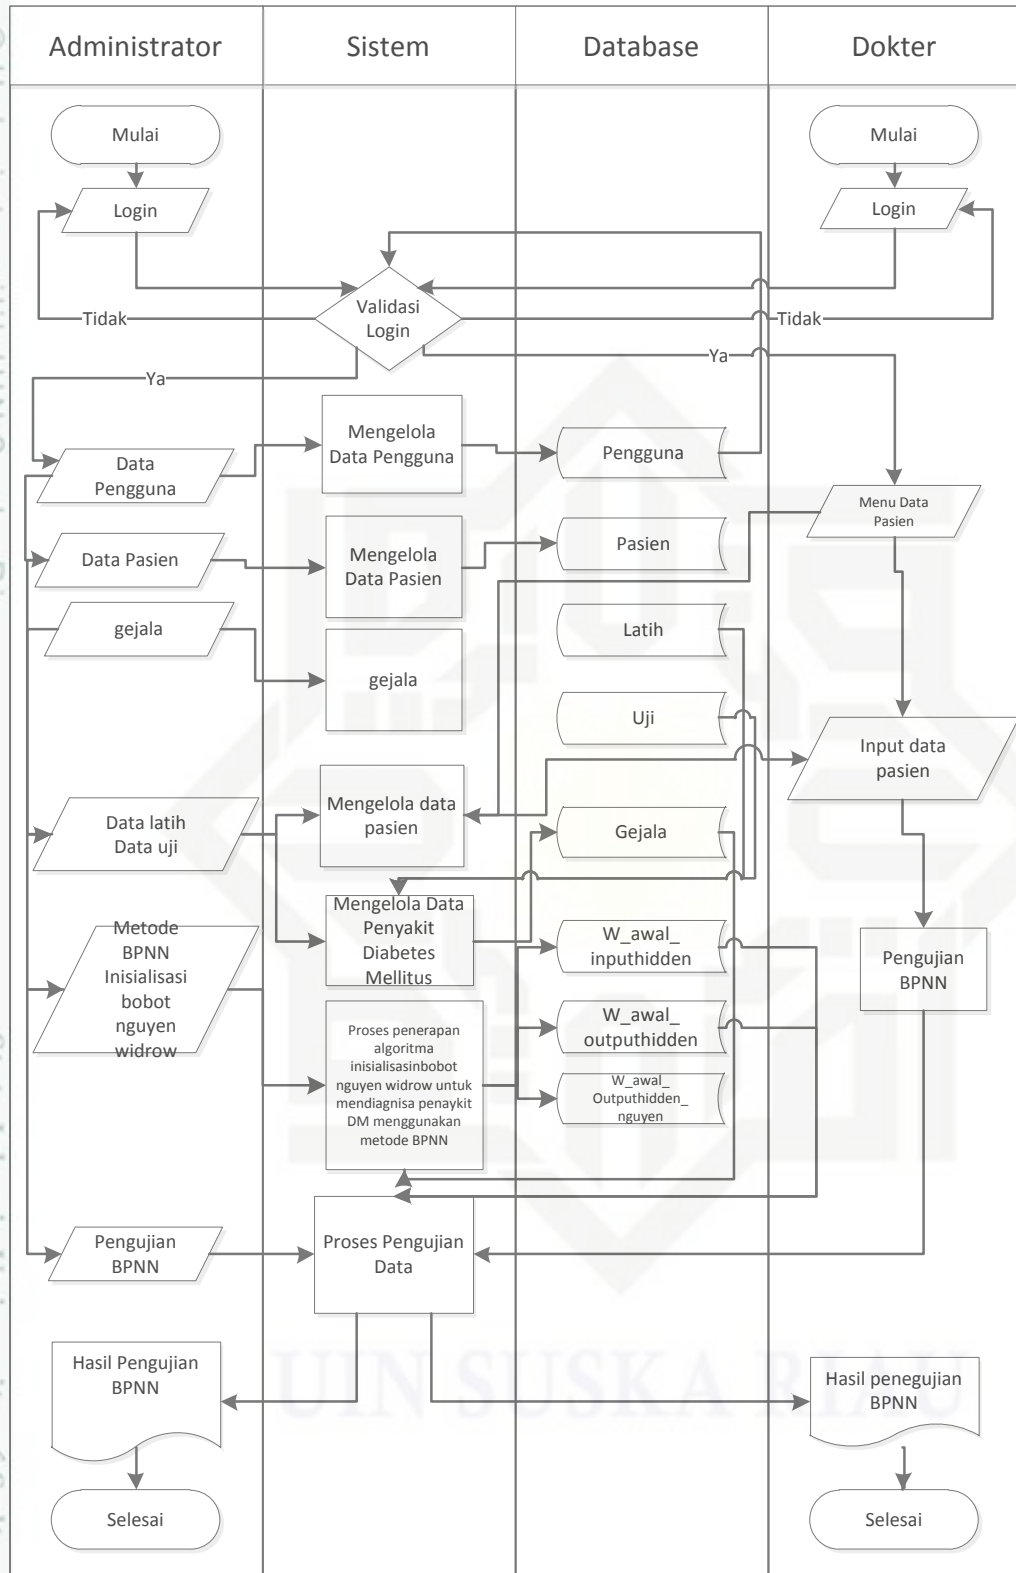 Administrator
Sistem
Database
Dokter
Mulai
Mulai
Login
Login
Validasi
Login
Tidak
Tidak
Ya
Ya
Data
Pengguna
Mengelola
Data Pengguna
Pengguna
Menu Data
Pasien
Data Pasien
Mengelola
Data Pasien
Pasien
gejala
gejala
Latih
Uji
Input data
pasien
Data latih
Data uji
Mengelola data
pasien
Gejala
Metode
BPNN
Inisialisasi
bobot
nguyen
widrow
Mengelola Data
Penyakit
Diabetes
Mellitus
W_awal_
inputhidden
Pengujian
BPNN
Proses penerapan
algoritma
inisialisasinbobot
nguyen widrow untuk
mendiagnisa penaykit
DM menggunakan
metode BPNN
W_awal_
outputhidden
W_awal_
Outputhidden_
nguyen
Pengujian
BPNN
Proses Pengujian
Data
Hasil Pengujian
BPNN
Hasil penegujian
BPNN
UIN SUSKA RIAU
Selesai
Selesai